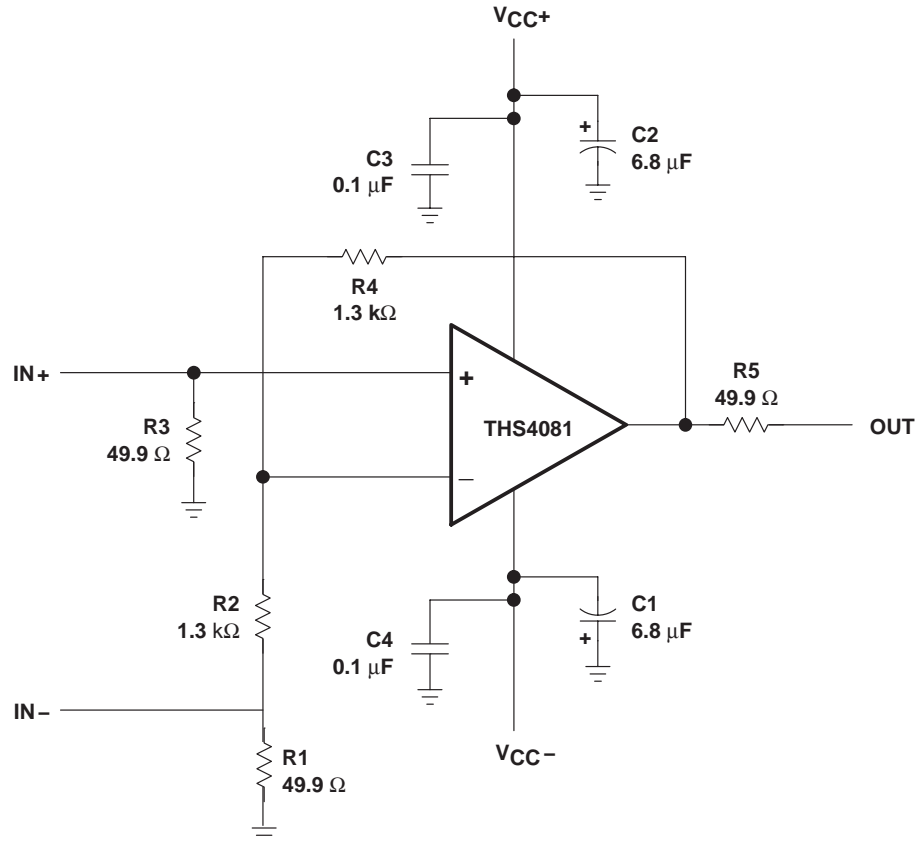 VCC+
C3
0.1 μF
+
C2
6.8 μF
R4
1.3 kΩ
IN+
+
R3
49.9 Ω
THS4081
R5
49.9 Ω
OUT
−
R2
1.3 kΩ
C4
0.1 μF
C1
6.8 μF
+
IN−
R1
49.9 Ω
VCC−